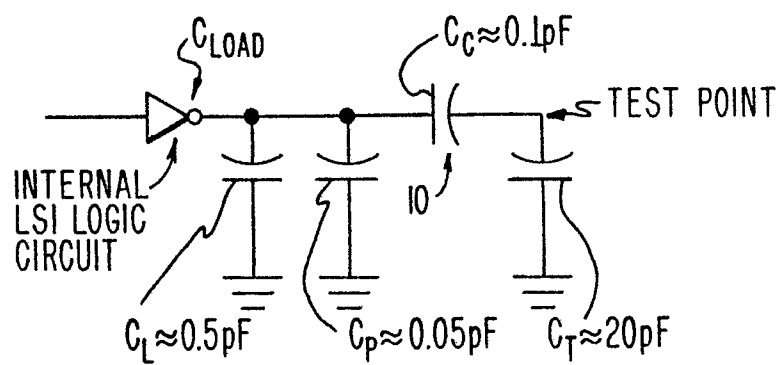 C_LOAD
C_C≈0.1pF
TEST POINT
INTERNAL
LSI LOGIC
CIRCUIT
10
C_L≈0.5pF
C_P≈0.05pF
C_T≈20pF